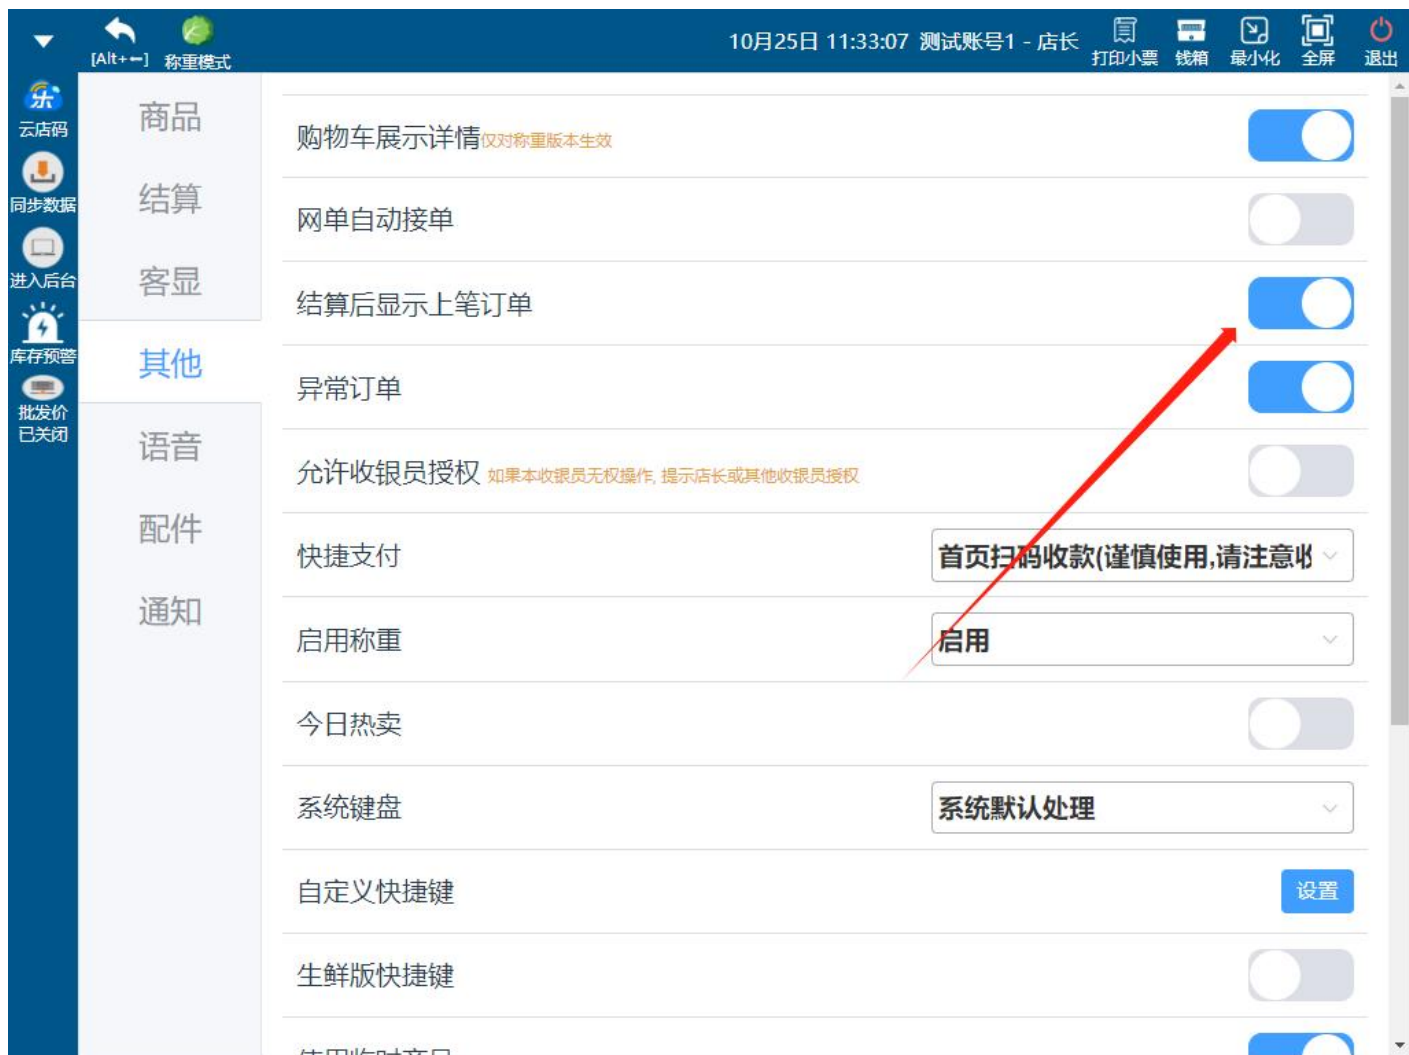 [Alt+←]
称重模式
10月25日 11:33:07 测试账号1 - 店长
打印小票
钱箱
最小化
全屏
退出
乐
云店码
同步数据
进入后台
库存预警
批发价
已关闭
商品
结算
客显
其他
语音
配件
通知
购物车展示详情仅对称重版本生效
网单自动接单
结算后显示上笔订单
异常订单
允许收银员授权 如果本收银员无权操作, 提示店长或其他收银员授权
快捷支付
首页扫码收款(谨慎使用,请注意收
启用称重
启用
今日热卖
系统键盘
系统默认处理
自定义快捷键
设置
生鲜版快捷键
使用临时商品